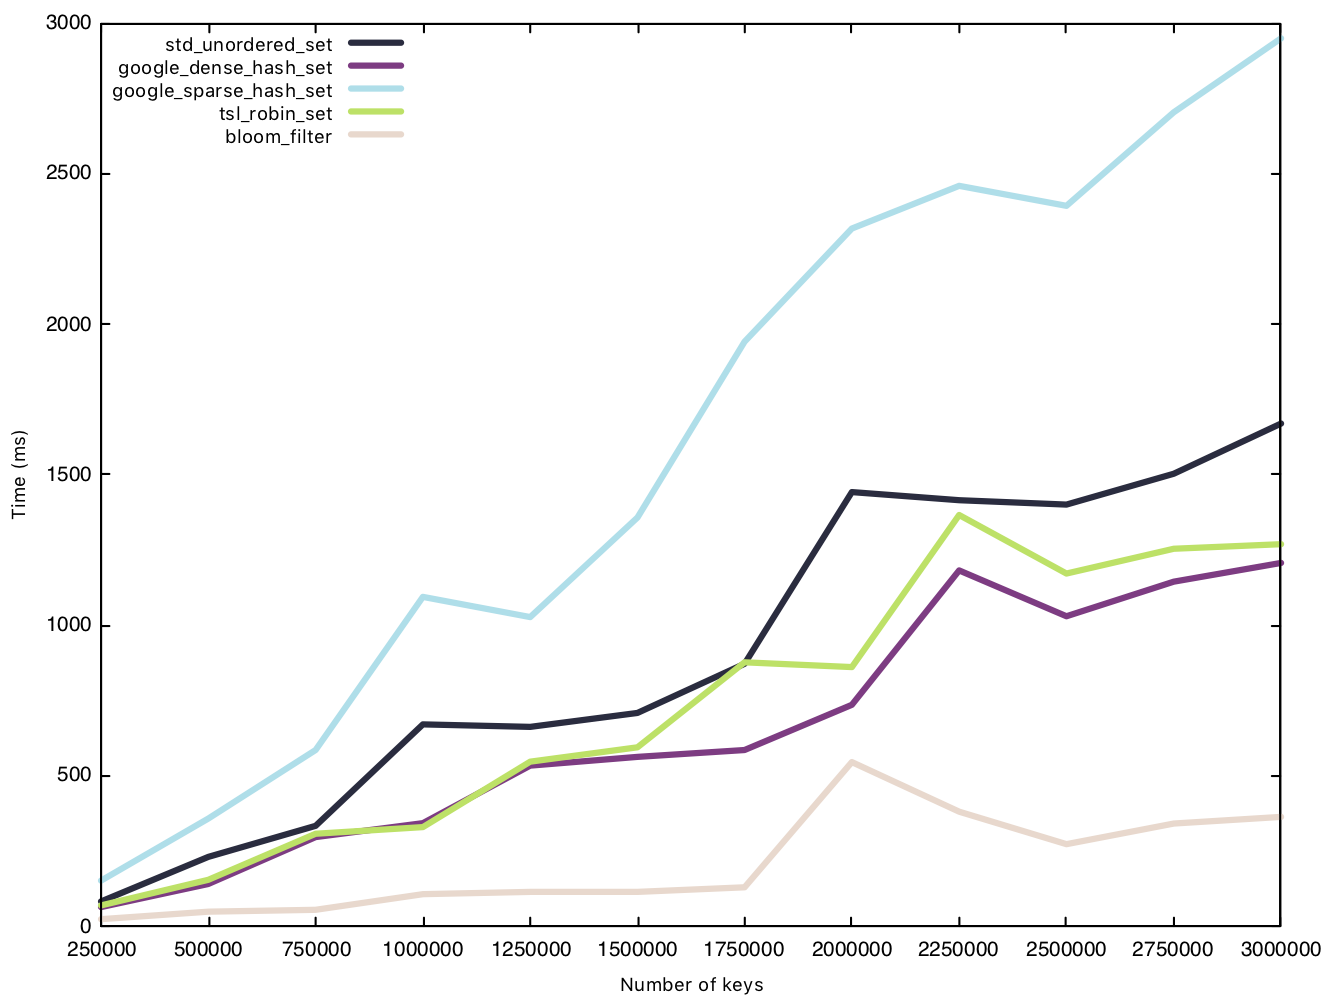 3000
std_unordered_set
google_dense_hash_set
google_sparse_hash_set
tsl_robin_set
bloom_filter
2500
2000
1500
Time (ms)
1000
500
0
250000 500000 750000 1000000 1250000 1500000 1750000 2000000 2250000 2500000 2750000 3000000
Number of keys